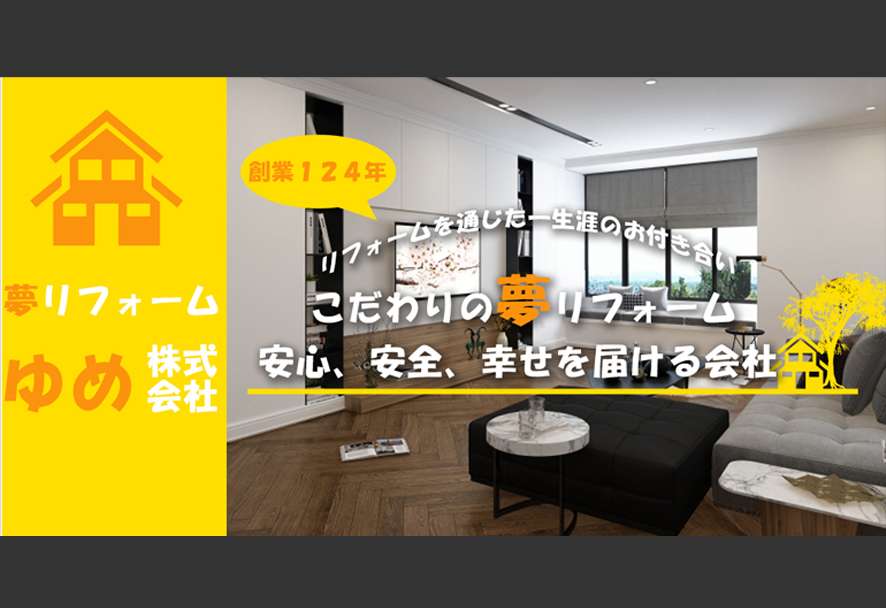 夢リフォーム
ゆめ株式会社
創業１２４年
リフォームを通じた一生涯のお付き合い
こだわりの夢リフォーム
安心、安全、幸せを届ける会社